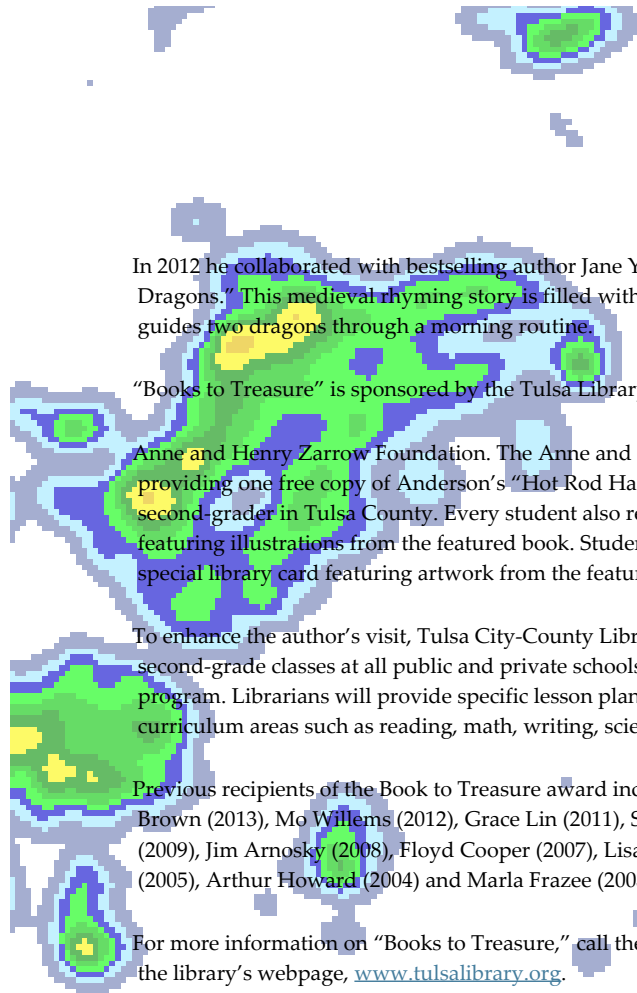 In 2012 he collaborated with bestselling author Jane Y
Dragons.” This medieval rhyming story is filled with
guides two dragons through a morning routine.
“Books to Treasure” is sponsored by the Tulsa Librar
Anne and Henry Zarrow Foundation. The Anne and
providing one free copy of Anderson’s “Hot Rod Ha
second-grader in Tulsa County. Every student also re
featuring illustrations from the featured book. Studen
special library card featuring artwork from the featur
To enhance the author’s visit, Tulsa City-County Libr
second-grade classes at all public and private schools
program. Librarians will provide specific lesson plan
curriculum areas such as reading, math, writing, scie
Previous recipients of the Book to Treasure award inc
Brown (2013), Mo Willems (2012), Grace Lin (2011), S
(2009), Jim Arnosky (2008), Floyd Cooper (2007), Lisa
(2005), Arthur Howard (2004) and Marla Frazee (200
For more information on “Books to Treasure,” call the
the library’s webpage, www.tulsalibrary.org.